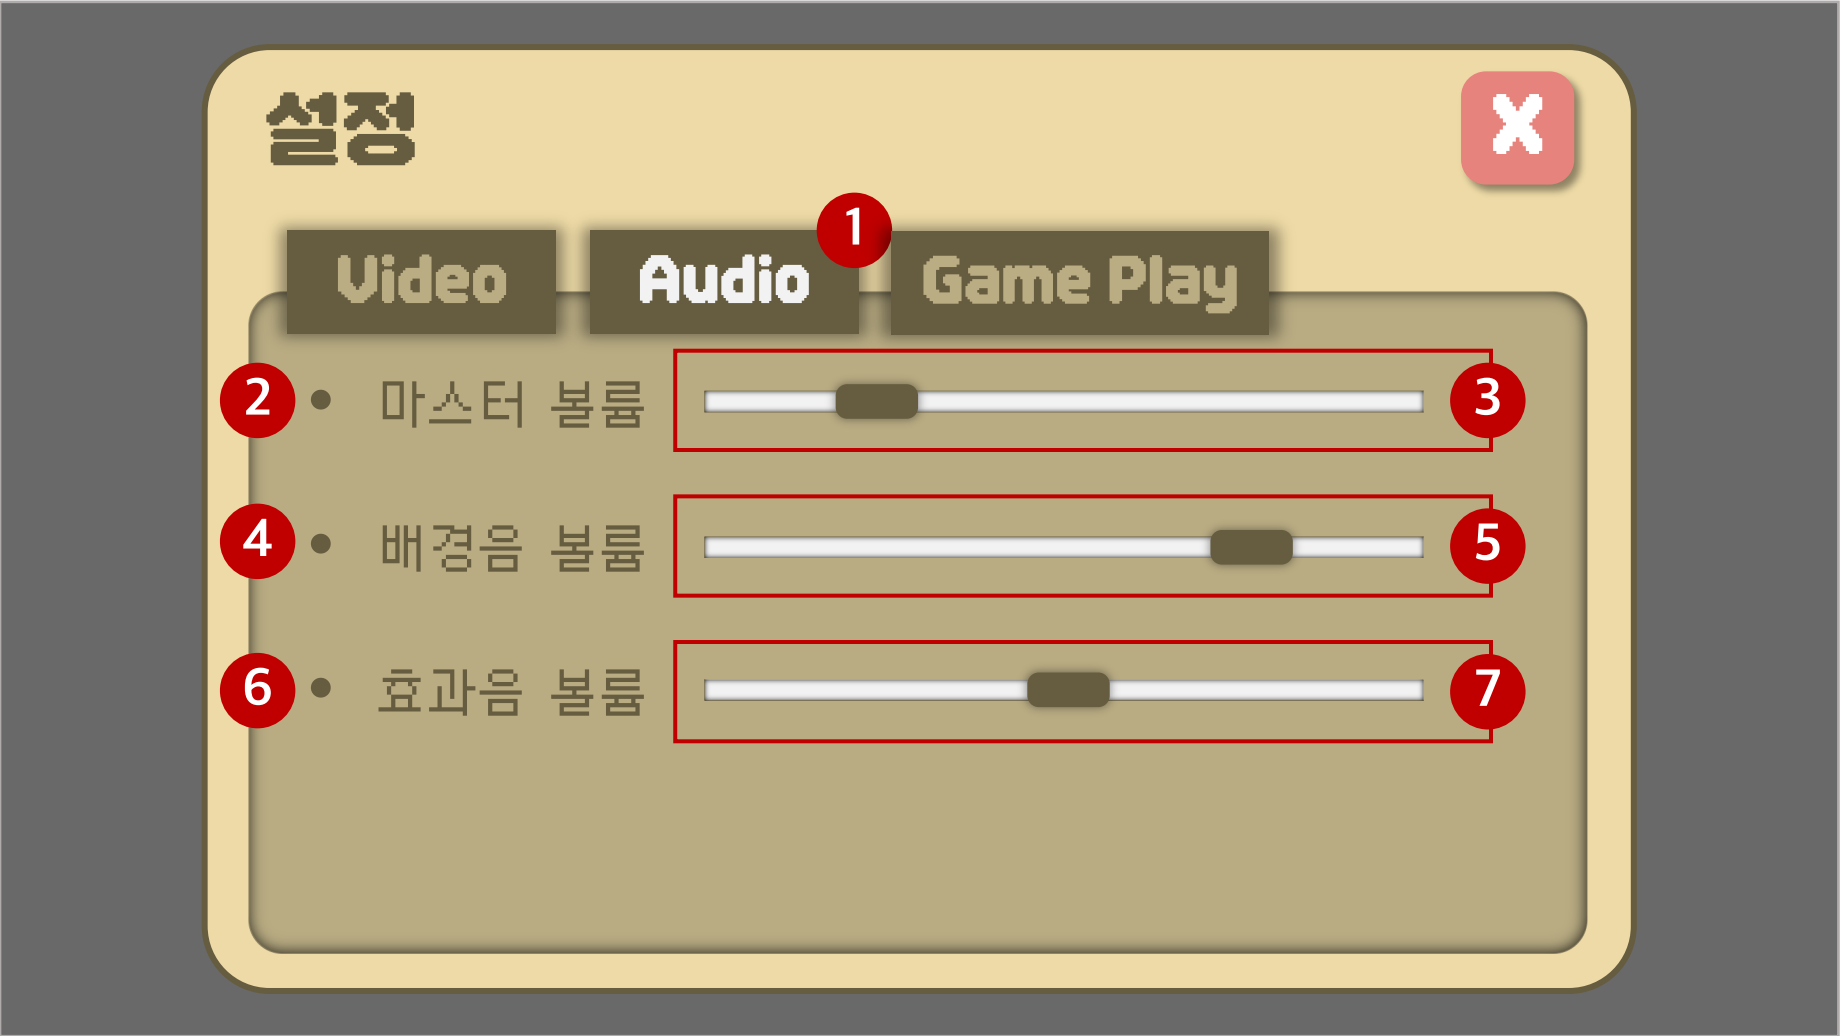 설정
X
1
Video Audio Game Play
2 • 마스터 볼륨 3
4 • 배경음 볼륨 5
6 • 효과음 볼륨 7